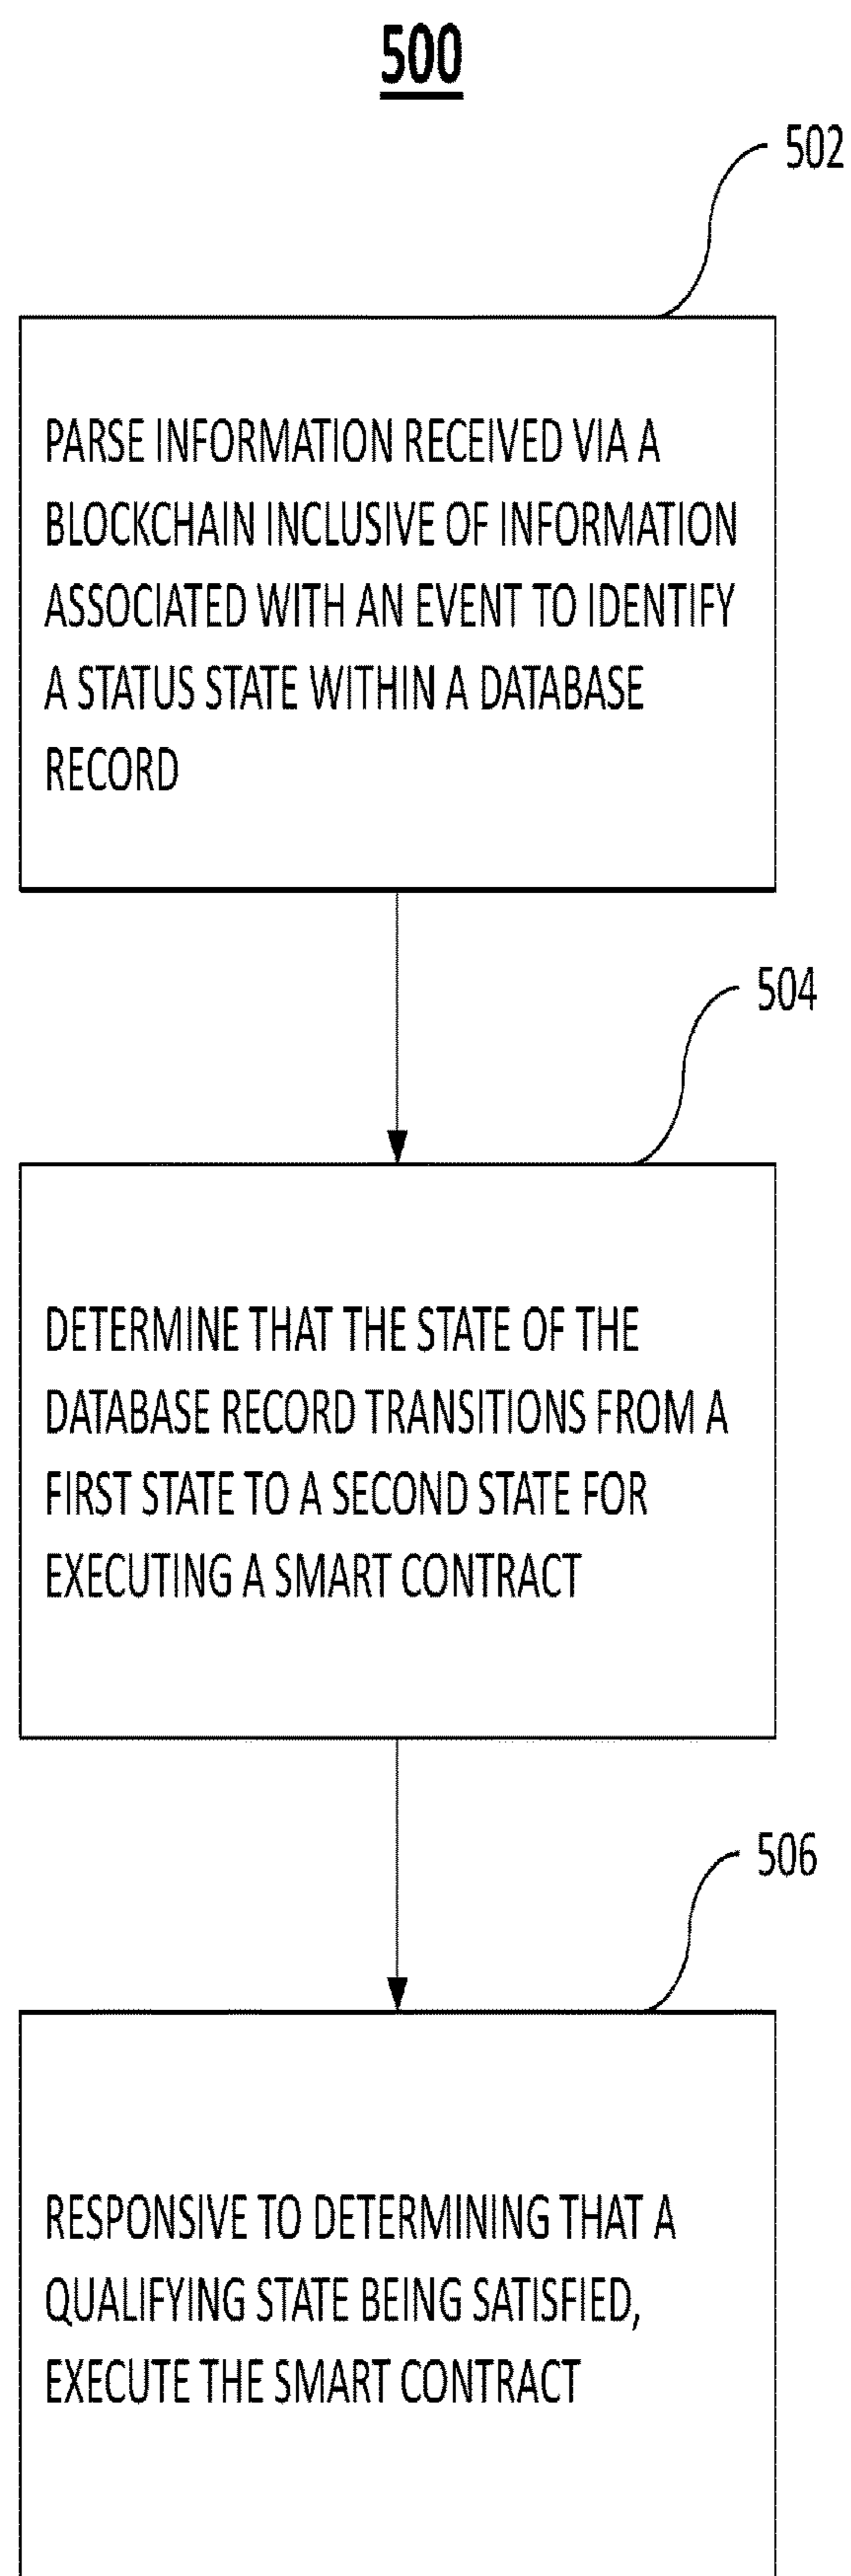 500
502
PARSE INFORMATION RECEIVED VIA A
BLOCKCHAIN INCLUSIVE OF INFORMATION
ASSOCIATED WITH AN EVENT TO IDENTIFY
A STATUS STATE WITHIN A DATABASE
RECORD
504
DETERMINE THAT THE STATE OF THE
DATABASE RECORD TRANSITIONS FROM A
FIRST STATE TO A SECOND STATE FOR
EXECUTING A SMART CONTRACT
506
RESPONSIVE TO DETERMINING THAT A
QUALIFYING STATE BEING SATISFIED,
EXECUTE THE SMART CONTRACT